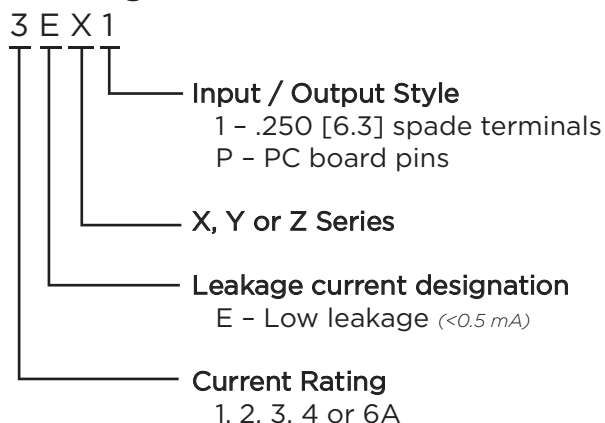 3 E X 1
Input / Output Style
1 – .250 [6.3] spade terminals
P – PC board pins
X, Y or Z Series
Leakage current designation
E – Low leakage (<0.5 mA)
Current Rating
1, 2, 3, 4 or 6A